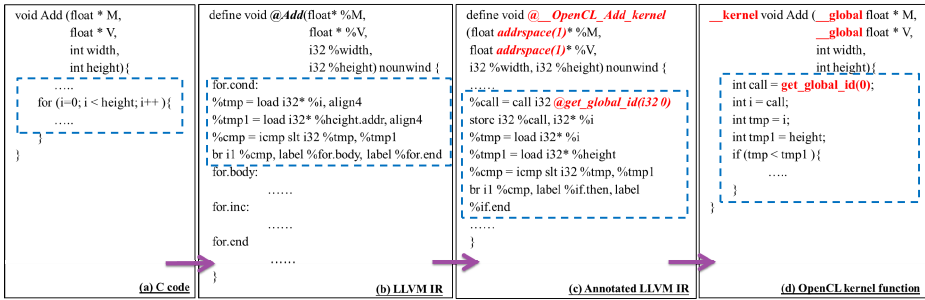 void Add (float * M,
float * V,
int width,
int height){
…..
for (i=0; i < height; i++ ){
…..
}
}
(a) C code
define void @Add(float* %M,
float * %V,
i32 %width,
i32 %height) nounwind {
for.cond:
%tmp = load i32* %i, align4
%tmp1 = load i32* %height.addr, align4
%cmp = icmp slt i32 %tmp, %tmp1
br i1 %cmp, label %for.body, label %for.end
for.body:
……
for.inc:
……
for.end
……
}
(b) LLVM IR
define void @__OpenCL_Add_kernel
(float addrspace(1)* %M,
float addrspace(1)* %V,
i32 %width, i32 %height) nounwind {
……
%call = call i32 @get_global_id(i32 0)
store i32 %call, i32* %i
%tmp = load i32* %i
%tmp1 = load i32* %height
%cmp = icmp slt i32 %tmp, %tmp1
br i1 %cmp, label %if.then, label
%if.end
……
}
(c) Annotated LLVM IR
__kernel void Add (__global float * M,
__global float * V,
int width,
int height){
int call = get_global_id(0);
int i = call;
int tmp = i;
int tmp1 = height;
if (tmp < tmp1 ){
…..
}
}
(d) OpenCL kernel function